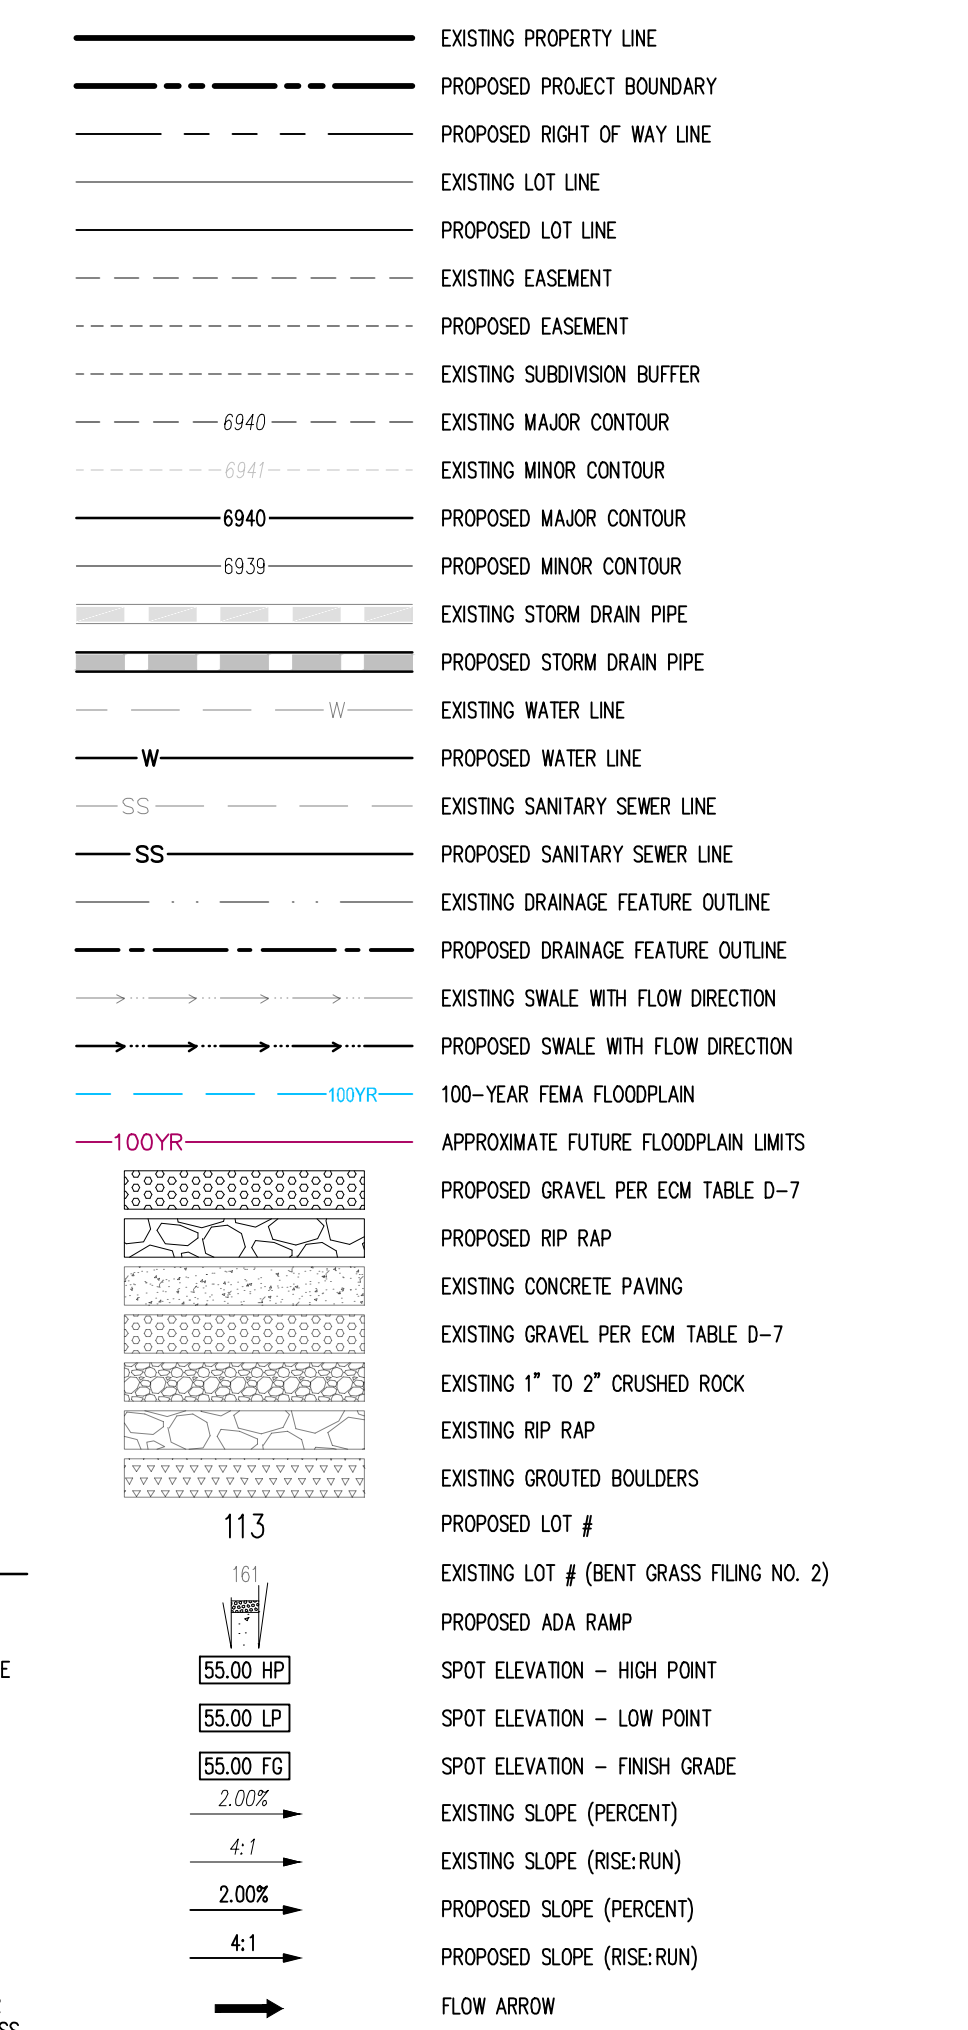 EXISTING PROPERTY LINE
PROPOSED PROJECT BOUNDARY
PROPOSED RIGHT OF WAY LINE
EXISTING LOT LINE
PROPOSED LOT LINE
EXISTING EASEMENT
PROPOSED EASEMENT
EXISTING SUBDIVISION BUFFER
6940 EXISTING MAJOR CONTOUR
6941 EXISTING MINOR CONTOUR
6940 PROPOSED MAJOR CONTOUR
6939 PROPOSED MINOR CONTOUR
EXISTING STORM DRAIN PIPE
PROPOSED STORM DRAIN PIPE
W EXISTING WATER LINE
W PROPOSED WATER LINE
SS EXISTING SANITARY SEWER LINE
SS PROPOSED SANITARY SEWER LINE
EXISTING DRAINAGE FEATURE OUTLINE
PROPOSED DRAINAGE FEATURE OUTLINE
EXISTING SWALE WITH FLOW DIRECTION
PROPOSED SWALE WITH FLOW DIRECTION
100YR 100-YEAR FEMA FLOODPLAIN
100YR APPROXIMATE FUTURE FLOODPLAIN LIMITS
PROPOSED GRAVEL PER ECM TABLE D-7
PROPOSED RIP RAP
EXISTING CONCRETE PAVING
EXISTING GRAVEL PER ECM TABLE D-7
EXISTING 1" TO 2" CRUSHED ROCK
EXISTING RIP RAP
EXISTING GROUTED BOULDERS
113 PROPOSED LOT #
161 EXISTING LOT # (BENT GRASS FILING NO. 2)
PROPOSED ADA RAMP
E 55.00 HP SPOT ELEVATION - HIGH POINT
55.00 LP SPOT ELEVATION - LOW POINT
55.00 FG SPOT ELEVATION - FINISH GRADE
2.00% EXISTING SLOPE (PERCENT)
4:1 EXISTING SLOPE (RISE:RUN)
2.00% PROPOSED SLOPE (PERCENT)
4:1 PROPOSED SLOPE (RISE:RUN)
FLOW ARROW